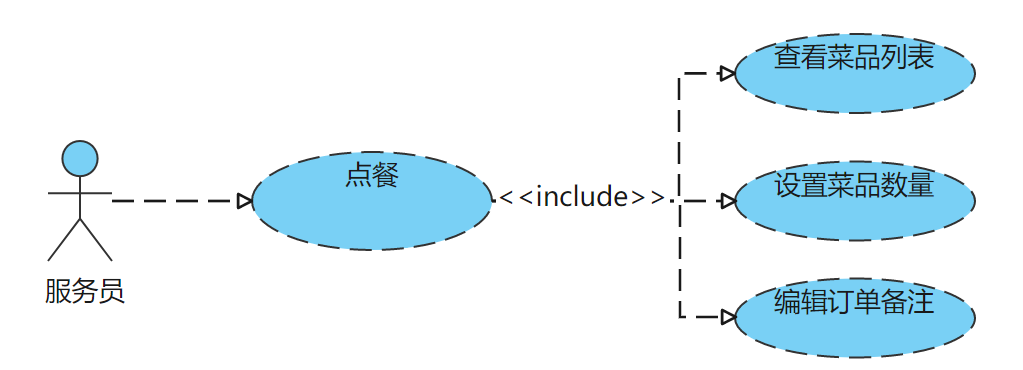 查看菜品列表
点餐
<<include>>
设置菜品数量
服务员
编辑订单备注